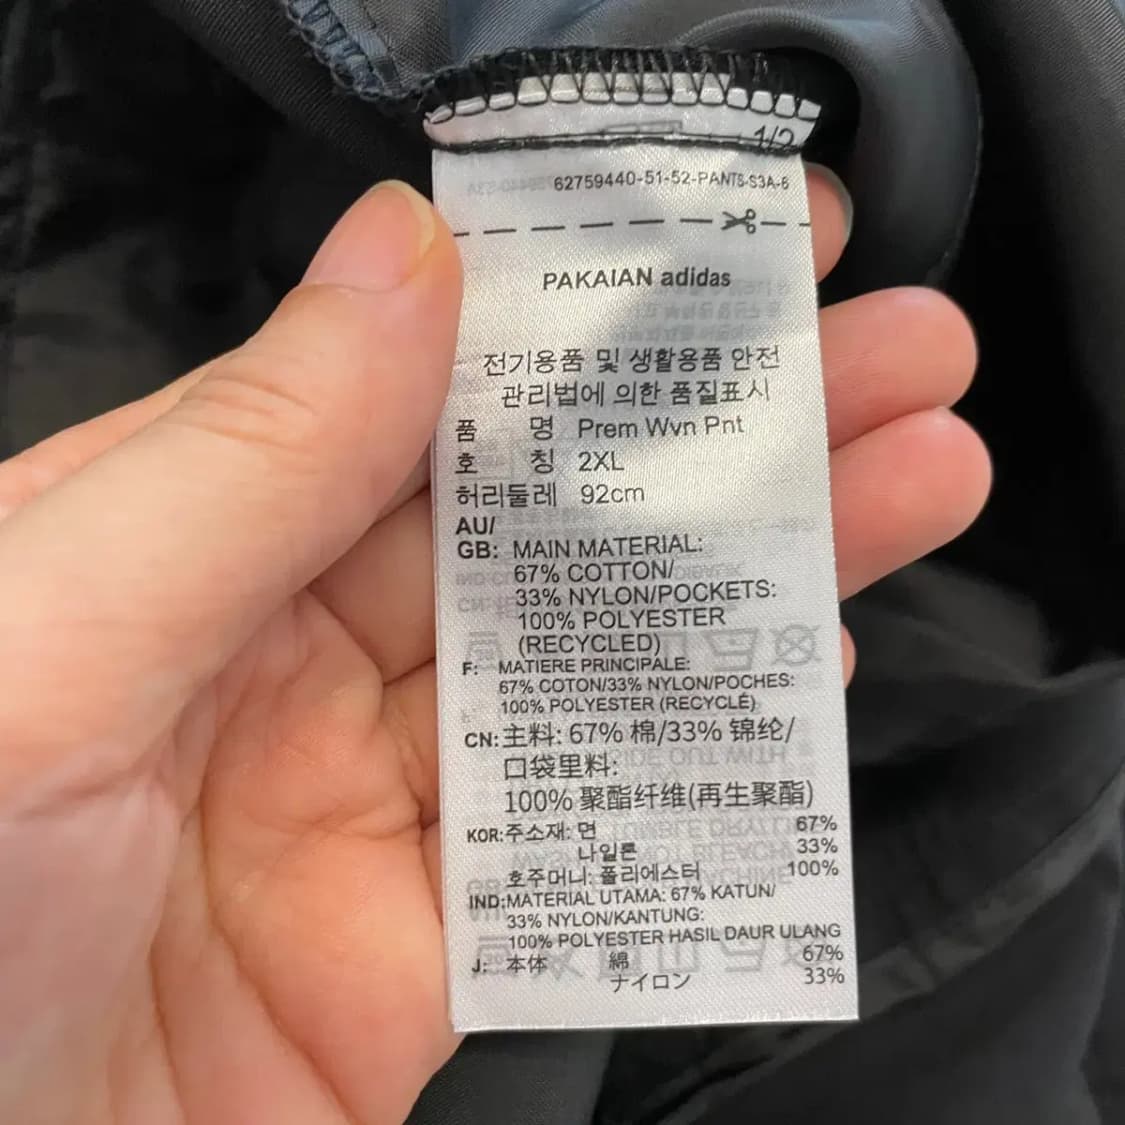 1/2
62759440-51-52-PANTS-S3A-6
PAKAIAN adidas
전기용품 및 생활용품 안전
관리법에 의한 품질표시
품 명 Prem Wvn Pnt
호 칭 2XL
허리둘레 92cm
AU/
GB: MAIN MATERIAL:
67% COTTON/
33% NYLON/POCKETS:
100% POLYESTER
(RECYCLED)
F: MATIERE PRINCIPALE:
67% COTON/33% NYLON/POCHES:
100% POLYESTER (RECYCLÉ)
CN: 主料: 67% 棉/33% 锦纶/
口袋里料:
100% 聚酯纤维(再生聚酯)
KOR: 주소재: 면 67%
나일론 33%
호주머니: 폴리에스터 100%
IND: MATERIAL UTAMA: 67% KATUN/
33% NYLON/KANTUNG:
100% POLYESTER HASIL DAUR ULANG
J: 本体 綿 67%
ナイロン 33%